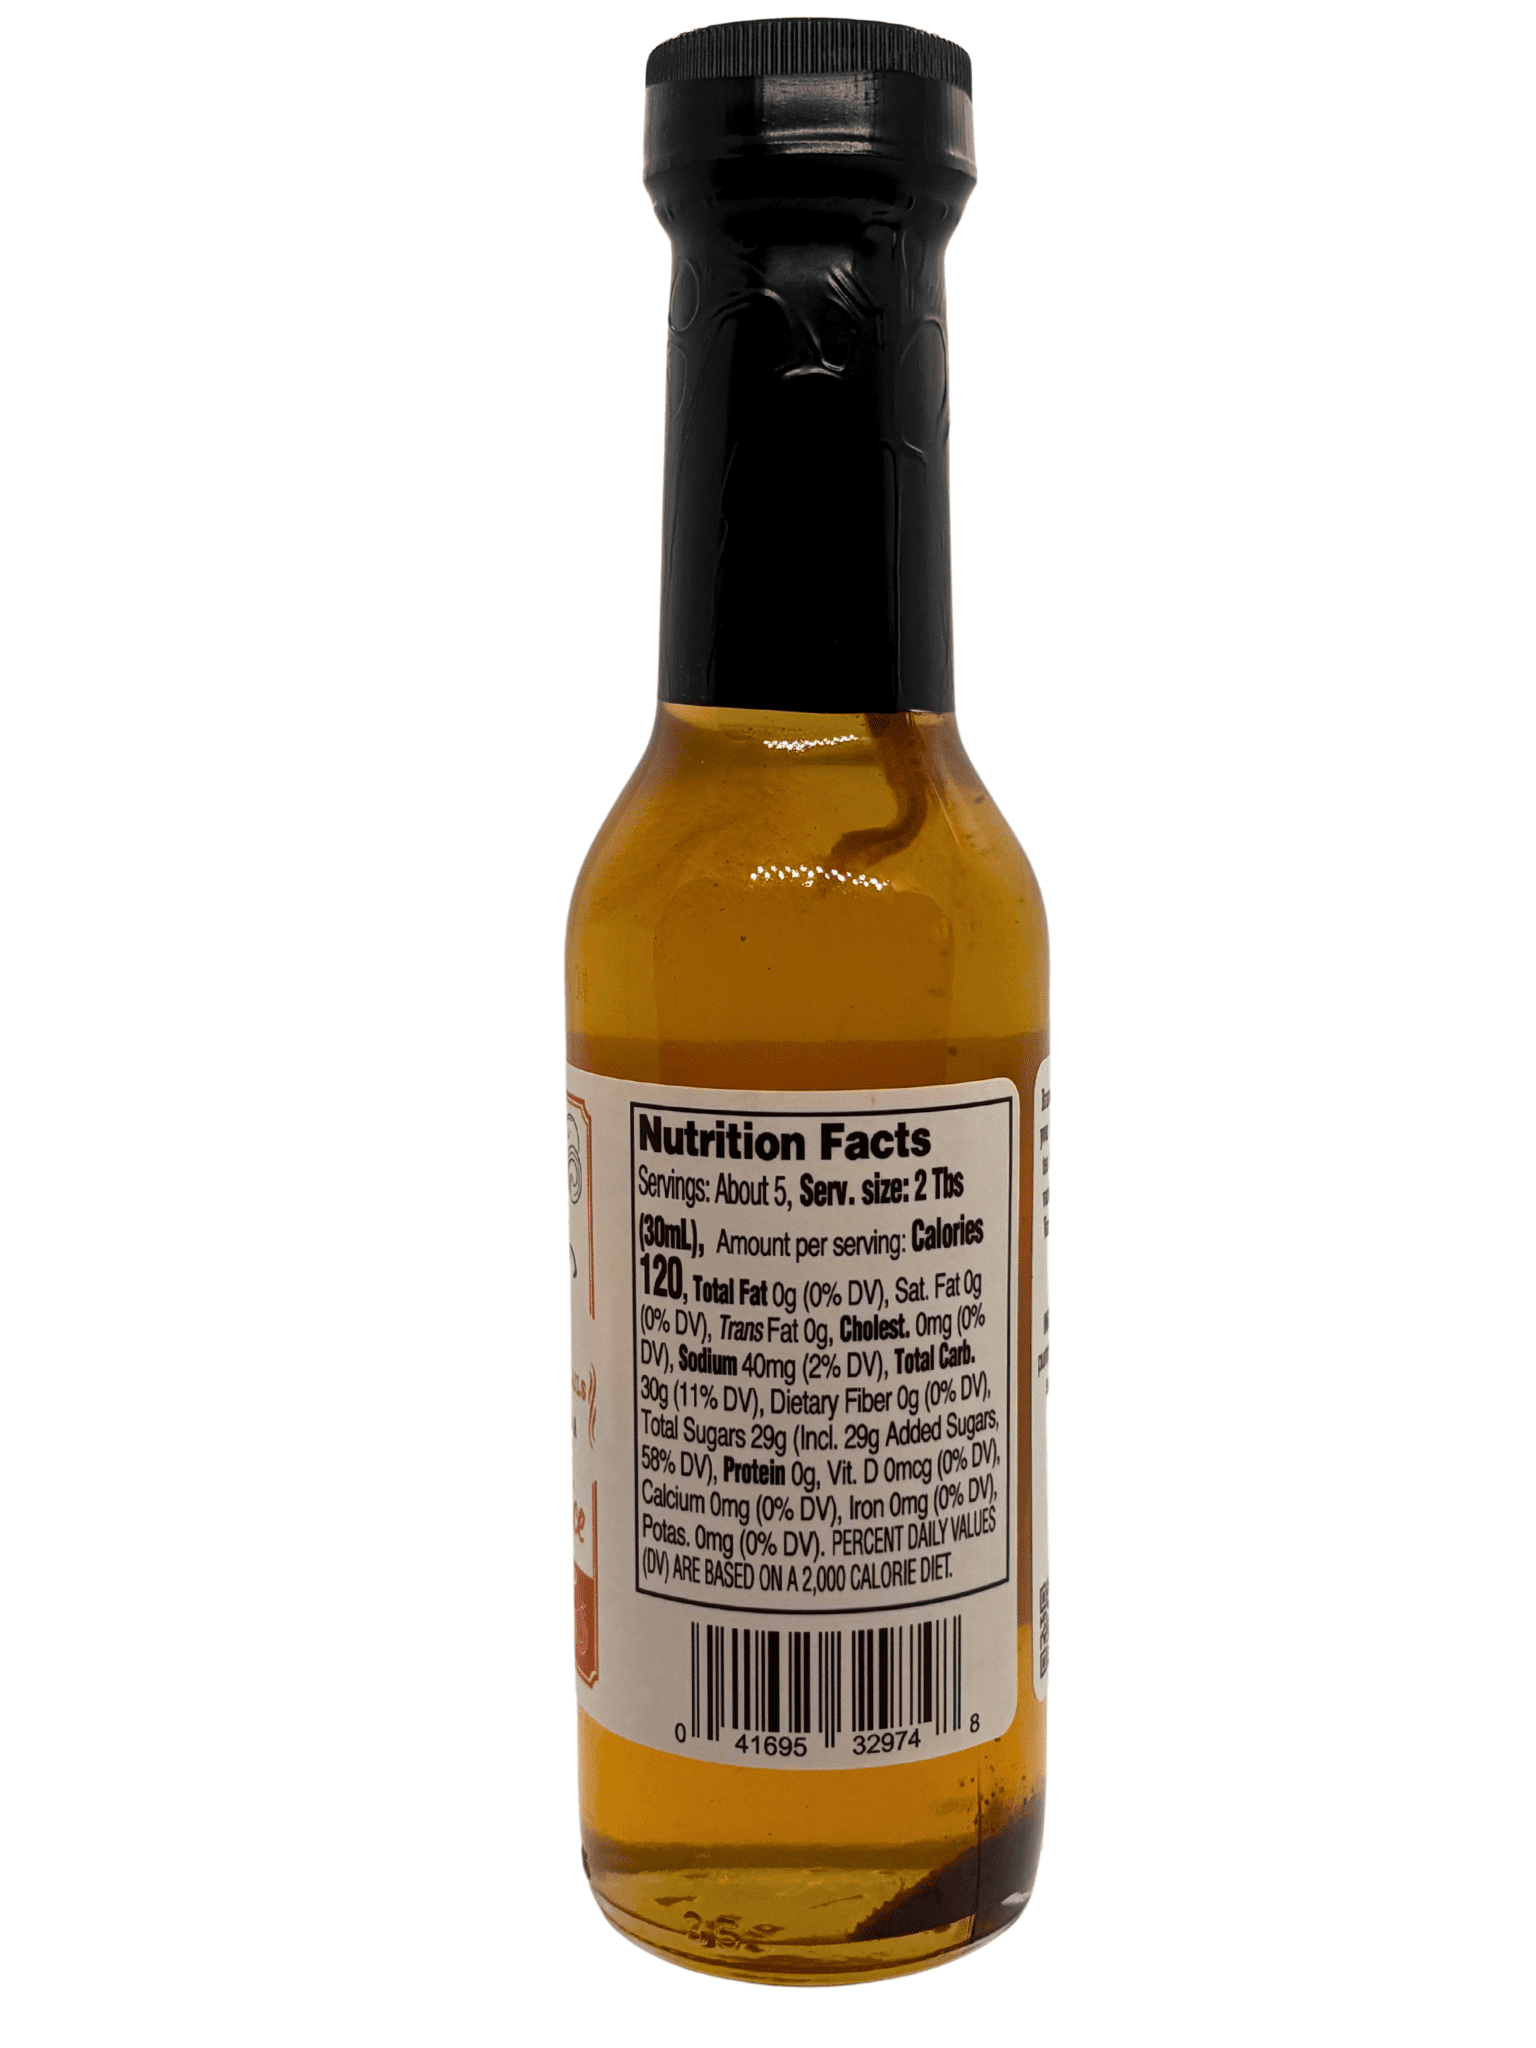 Nutrition Facts
Servings: About 5, Serv. size: 2 Tbs
(30mL), Amount per serving: Calories
120, Total Fat 0g (0% DV), Sat. Fat 0g
(0% DV), Trans Fat 0g, Cholest. 0mg (0%
DV), Sodium 40mg (2% DV), Total Carb.
30g (11% DV), Dietary Fiber 0g (0% DV),
Total Sugars 29g (Incl. 29g Added Sugars,
58% DV), Protein 0g, Vit. D 0mcg (0% DV),
Calcium 0mg (0% DV), Iron 0mg (0% DV),
Potas. 0mg (0% DV). PERCENT DAILY VALUES
(DV) ARE BASED ON A 2,000 CALORIE DIET.
0 41695 32974 8